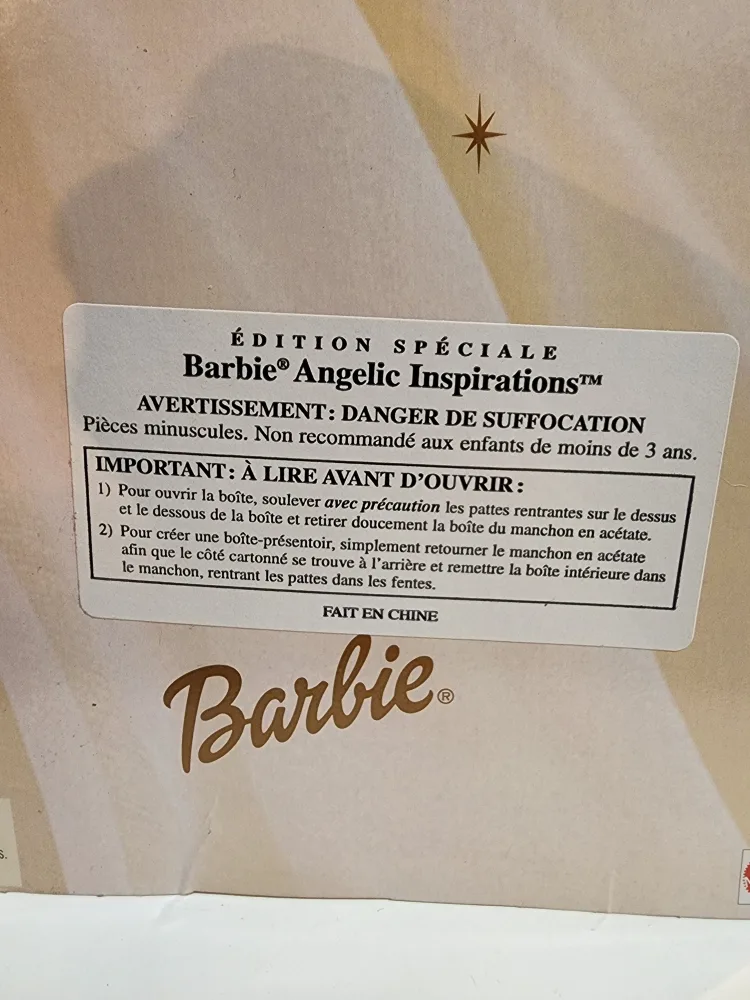 ÉDITION SPÉCIALE
Barbie® Angelic Inspirations™
AVERTISSEMENT: DANGER DE SUFFOCATION
Pièces minuscules. Non recommandé aux enfants de moins de 3 ans.
IMPORTANT: À LIRE AVANT D'OUVRIR:
1) Pour ouvrir la boîte, soulever avec précaution les pattes rentrantes sur le dessus
et le dessous de la boîte et retirer doucement la boîte du manchon en acétate.
2) Pour créer une boîte-présentoir, simplement retourner le manchon en acétate
afin que le côté cartonné se trouve à l'arrière et remettre la boîte intérieure dans
le manchon, rentrant les pattes dans les fentes.
FAIT EN CHINE
Barbie®